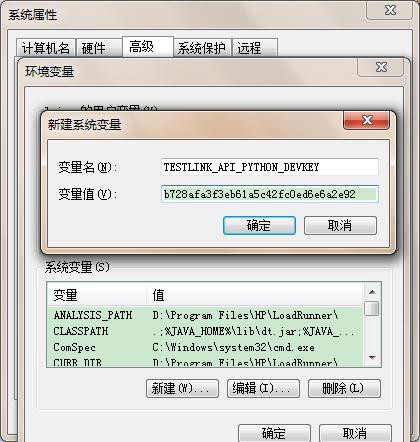 系统属性
计算机名 硬件 高级 系统保护 远程
环境变量
的用户变量(U)
新建系统变量
变量名(N): TESTLINK_API_PYTHON_DEVKEY
变量值(V): b728afa3f3eb61a5c42fc0ed6e6a2e92
确定 取消
系统变量(S)
变量 值
ANALYSIS_PATH D:\Program Files\HP\LoadRunner\
CLASSPATH .;%JAVA_HOME%\lib\dt.jar;%JAVA_...
ComSpec C:\Windows\system32\cmd.exe
CUBE_DIR D:\Program Files\HP\LoadRunner\
新建(W)... 编辑(I)... 删除(L)
确定 取消